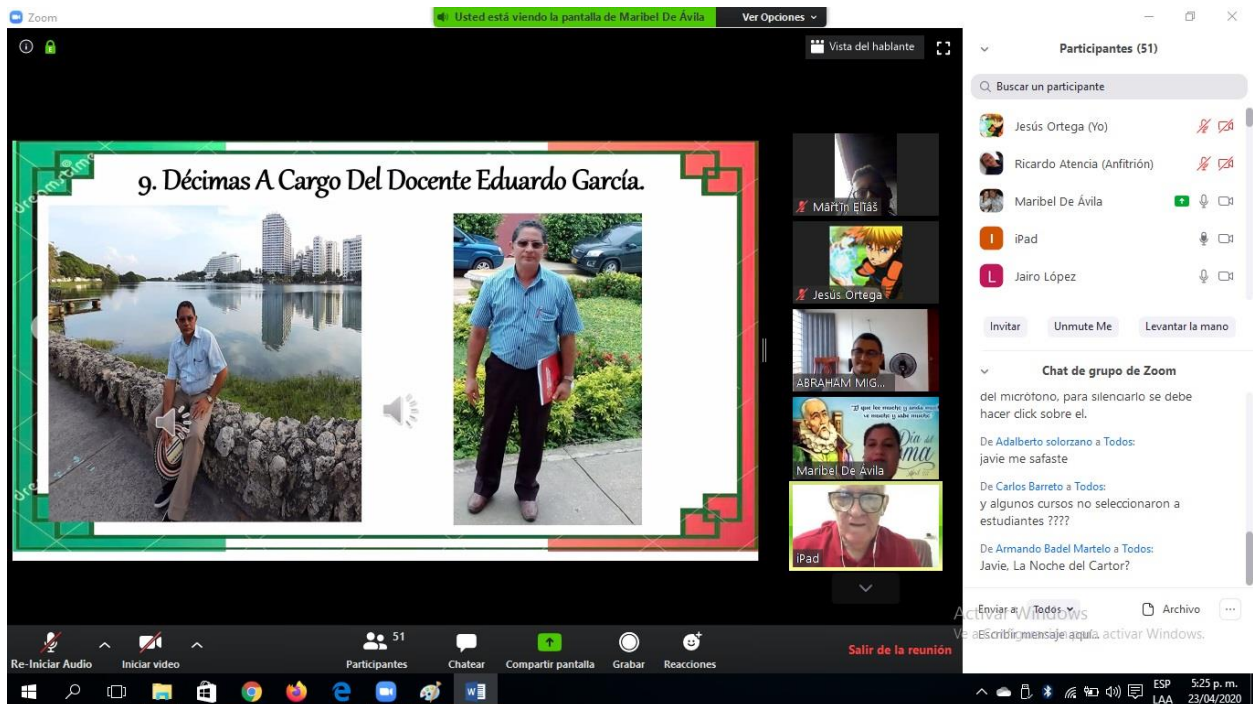 Zoom
Usted está viendo la pantalla de Maribel De Ávila
Ver Opciones
Vista del hablante
9. Décimas A Cargo Del Docente Eduardo García.
Mārtīn Elīāš
Jesús Ortega
ABRAHAM MIG...
Maribel De Ávila
iPad
Participantes (51)
Buscar un participante
Jesús Ortega (Yo)
Ricardo Atencia (Anfitrión)
Maribel De Ávila
I iPad
L Jairo López
Invitar
Unmute Me
Levantar la mano
Chat de grupo de Zoom
del micrófono, para silenciarlo se debe
hacer click sobre el.
De Adalberto solorzano a Todos:
javie me safaste
De Carlos Barreto a Todos:
y algunos cursos no seleccionaron a
estudiantes ????
De Armando Badel Martelo a Todos:
Javie, La Noche del Cartor?
Activar Windows
Enviar a: Todos
Archivo
Escribir mensaje aquí...
activar Windows.
Re-Iniciar Audio
Iniciar video
51
Participantes
Chatear
Compartir pantalla
Grabar
Reacciones
Salir de la reunión
ESP
LAA
5:25 p. m.
23/04/2020